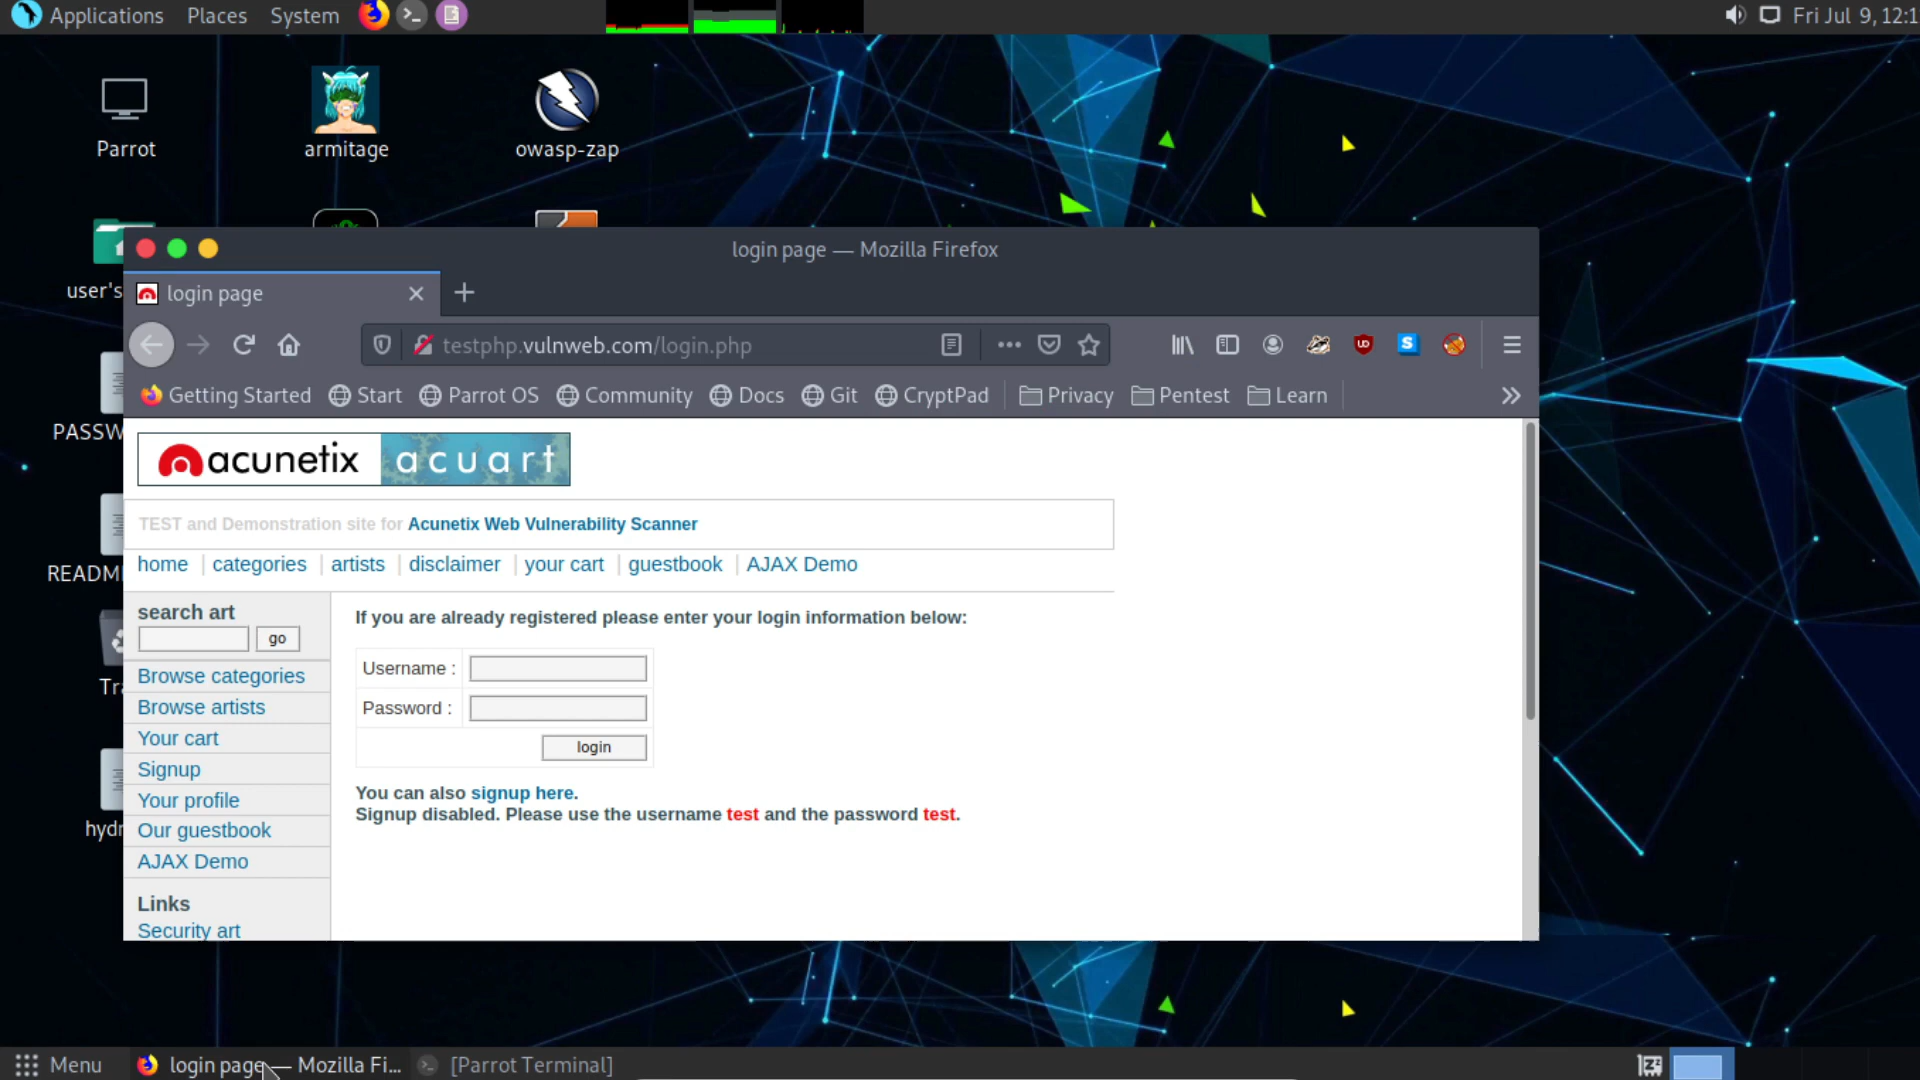 Applications Places System
Fri Jul 9, 12:1
Parrot
armitage
owasp-zap
user's
login page — Mozilla Firefox
login page
testphp.vulnweb.com/login.php
UD
S
Getting Started Start Parrot OS Community Docs Git CryptPad Privacy Pentest Learn
PASSW
acunetix acuart
TEST and Demonstration site for Acunetix Web Vulnerability Scanner
READM
home categories artists disclaimer your cart guestbook AJAX Demo
search art
go
If you are already registered please enter your login information below:
Username :
Password :
login
You can also signup here.
Signup disabled. Please use the username test and the password test.
Browse categories
Browse artists
Your cart
Signup
Your profile
Our guestbook
AJAX Demo
Links
Security art
Tra
hydr
Menu login page — Mozilla Fi... [Parrot Terminal]